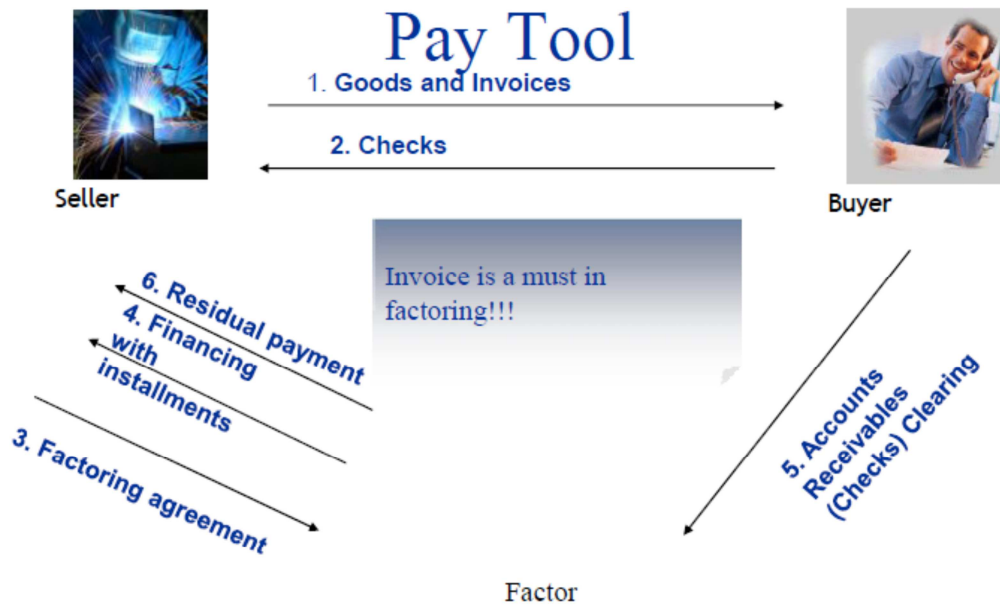 Pay Tool
1. Goods and Invoices
2. Checks
Seller
Buyer
Invoice is a must in
factoring!!!
6. Residual payment
4. Financing
with
installments
3. Factoring agreement
5. Accounts
Receivables
(Checks) Clearing
Factor